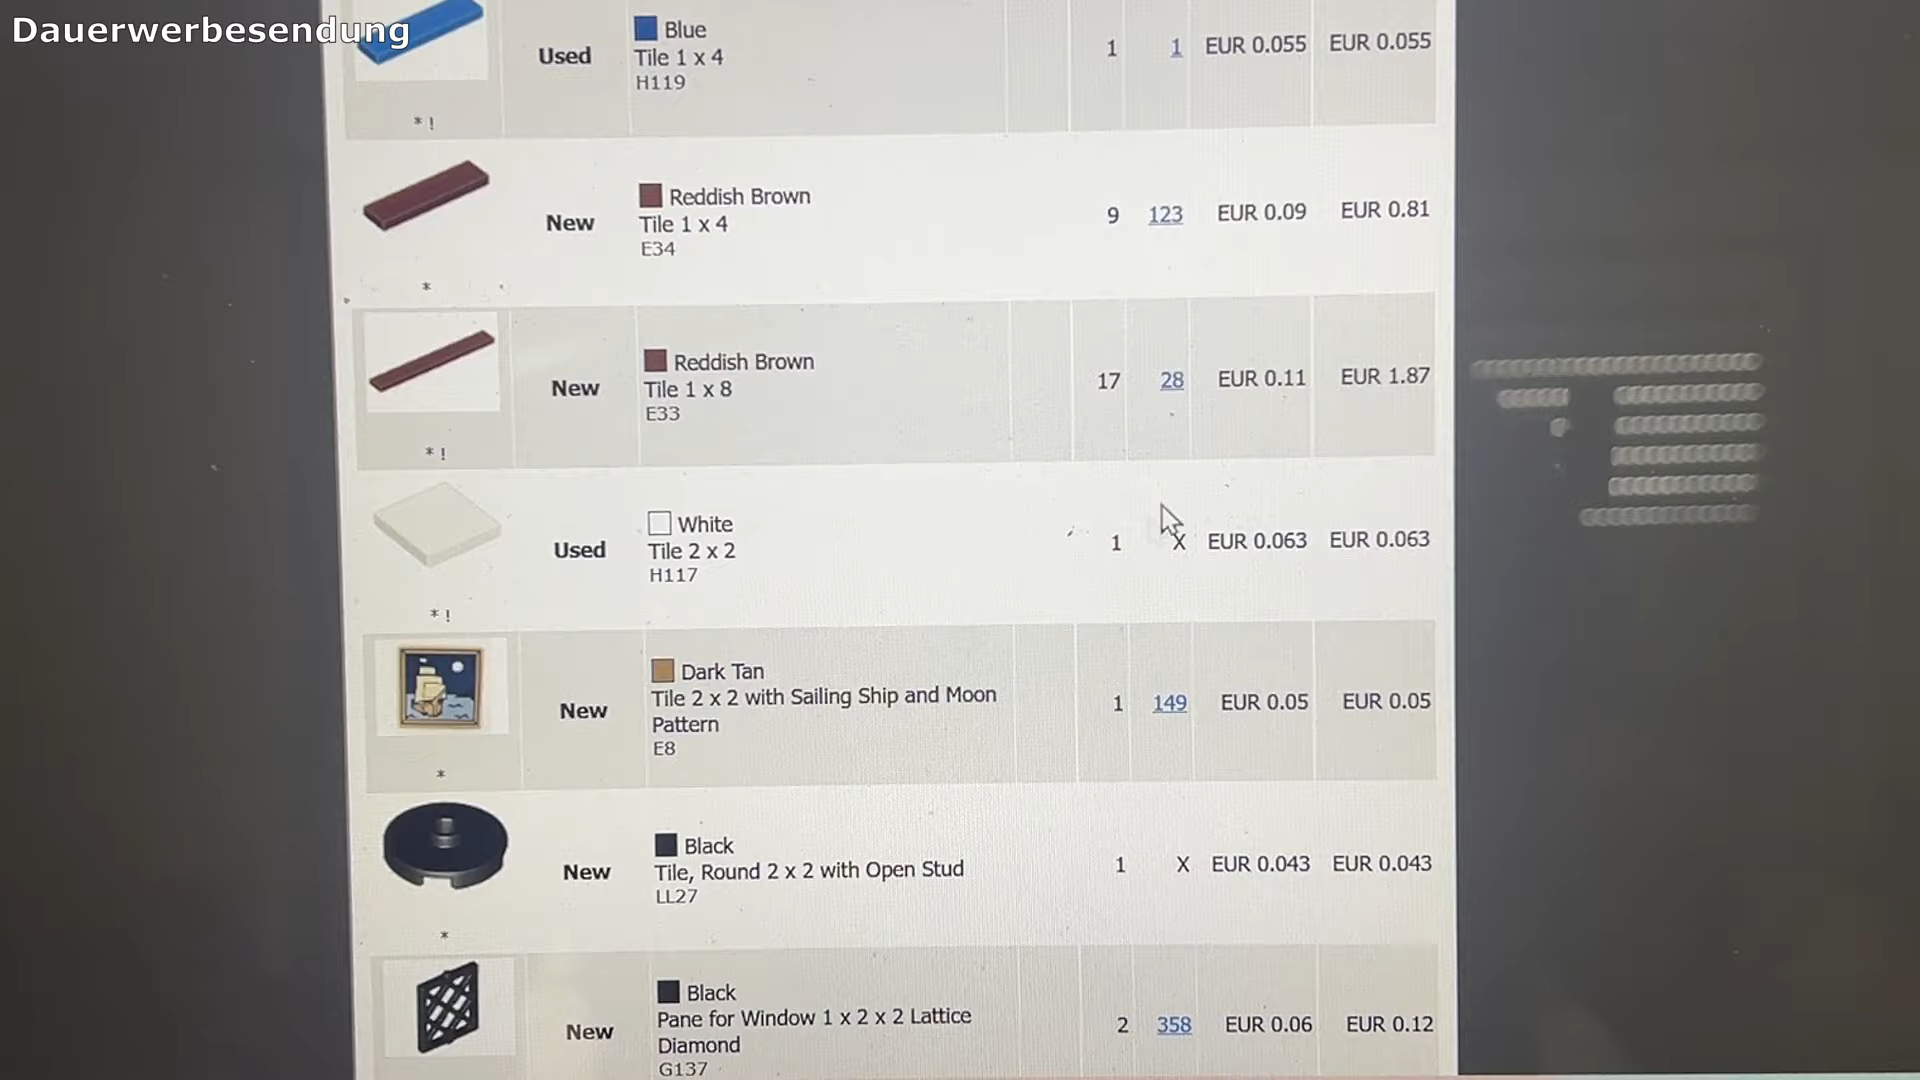 Dauerwerbesendung
Blue
Used Tile 1 x 4 1 1 EUR 0.055 EUR 0.055
H119
* !
Reddish Brown
New Tile 1 x 4 9 123 EUR 0.09 EUR 0.81
E34
*
Reddish Brown
New Tile 1 x 8 17 28 EUR 0.11 EUR 1.87
E33
* !
White
Used Tile 2 x 2 1 X EUR 0.063 EUR 0.063
H117
* !
Dark Tan
Tile 2 x 2 with Sailing Ship and Moon
New Pattern 1 149 EUR 0.05 EUR 0.05
E8
*
Black
New Tile, Round 2 x 2 with Open Stud 1 X EUR 0.043 EUR 0.043
LL27
*
Black
Pane for Window 1 x 2 x 2 Lattice
New Diamond 2 358 EUR 0.06 EUR 0.12
G137